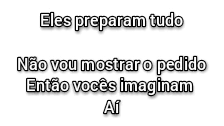 Eles preparam tudo
Não vou mostrar o pedido
Então vocês imaginam
Aí